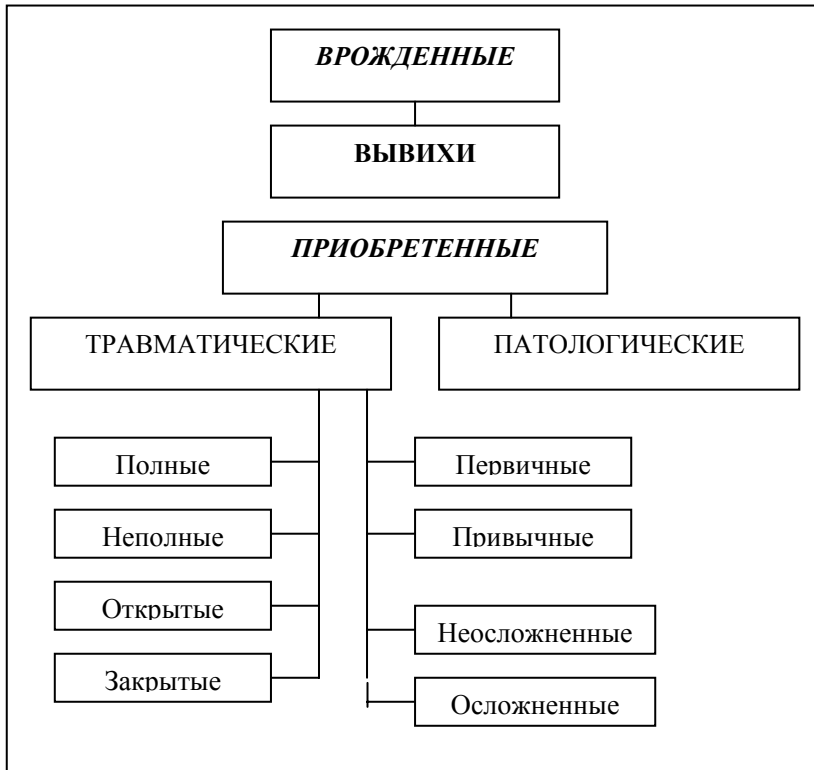 ВРОЖДЕННЫЕ
ВЫВИХИ
ПРИОБРЕТЕННЫЕ
ТРАВМАТИЧЕСКИЕ
ПАТОЛОГИЧЕСКИЕ
Полные
Первичные
Неполные
Привычные
Открытые
Неосложненные
Закрытые
Осложненные